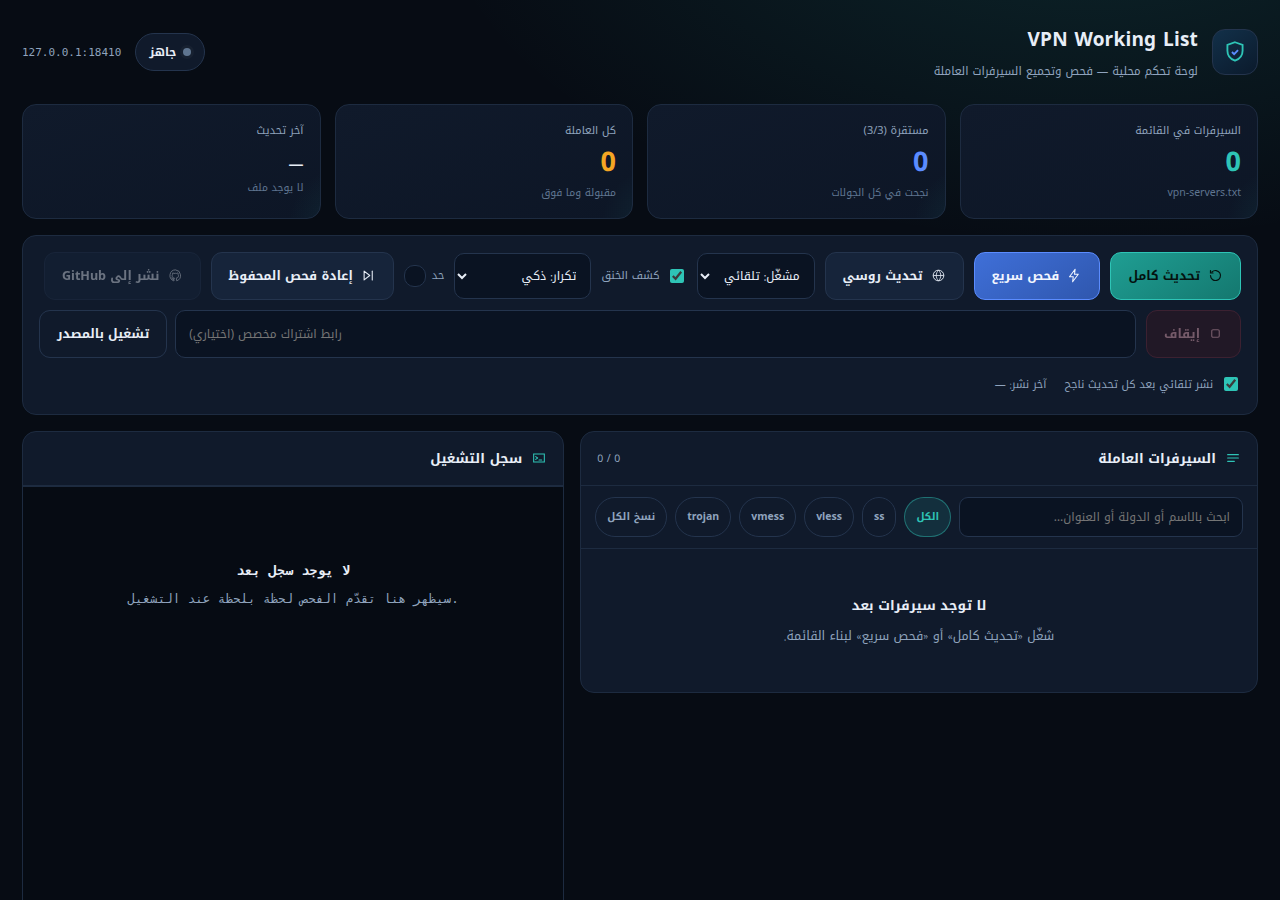 VPN Working List
لوحة تحكم محلية — فحص وتجميع السيرفرات العاملة
جاهز
127.0.0.1:18410
السيرفرات في القائمة
0
vpn-servers.txt
مستقرة (3/3)
0
نجحت في كل الجولات
كل العاملة
0
مقبولة وما فوق
آخر تحديث
—
لا يوجد ملف
تحديث كامل
فحص سريع
تحديث روسي
مشغّل: تلقائي
كشف الخنق
تكرار: ذكي
حد
إعادة فحص المحفوظ
نشر إلى GitHub
إيقاف
رابط اشتراك مخصص (اختياري)
تشغيل بالمصدر
نشر تلقائي بعد كل تحديث ناجح
آخر نشر: —
السيرفرات العاملة
0 / 0
ابحث بالاسم أو الدولة أو العنوان...
الكل
ss
vless
vmess
trojan
نسخ الكل
لا توجد سيرفرات بعد
شغّل «تحديث كامل» أو «فحص سريع» لبناء القائمة.
سجل التشغيل
لا يوجد سجل بعد
سيظهر هنا تقدّم الفحص لحظة بلحظة عند التشغيل.